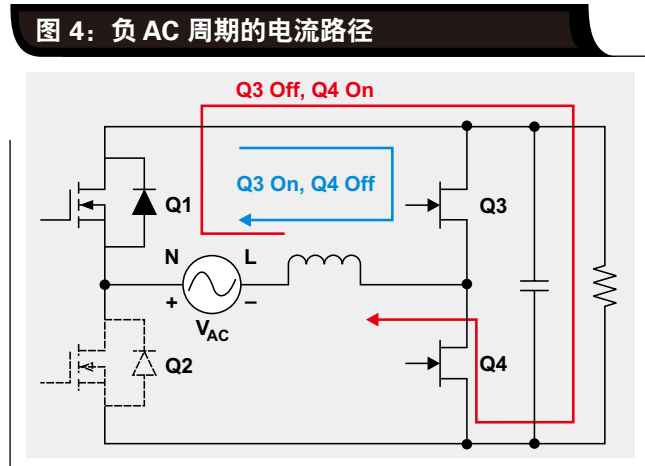 图 4：负 AC 周期的电流路径
Q3 Off, Q4 On
Q3 On, Q4 Off
Q1
Q3
N
L
+
–
VAC
Q2
Q4